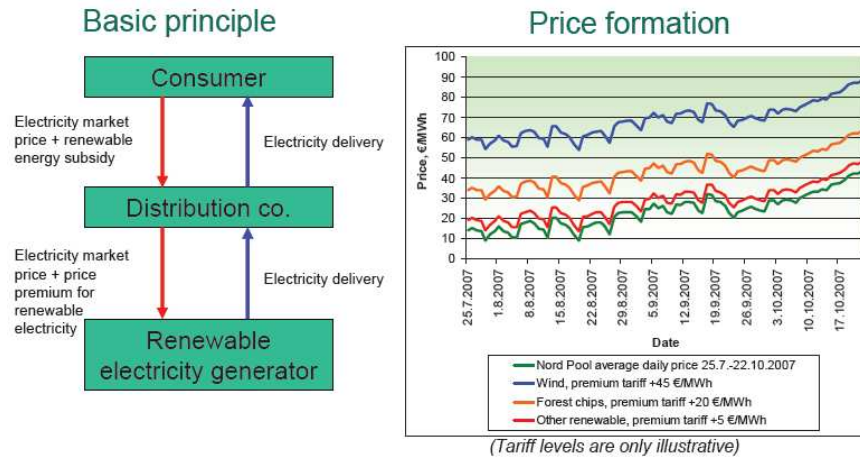 Basic principle
Consumer
Electricity market
price + renewable
energy subsidy
Electricity delivery
Distribution co.
Electricity market
price + price
premium for
renewable
electricity
Electricity delivery
Renewable
electricity generator
Price formation
Price, €/MWh
100
90
80
70
60
50
40
30
20
10
0
25.7.2007
1.8.2007
8.8.2007
15.8.2007
22.8.2007
29.8.2007
5.9.2007
12.9.2007
19.9.2007
26.9.2007
3.10.2007
10.10.2007
17.10.2007
Date
Nord Pool average daily price 25.7.-22.10.2007
Wind, premium tariff +45 €/MWh
Forest chips, premium tariff +20 €/MWh
Other renewable, premium tariff +5 €/MWh
(Tariff levels are only illustrative)